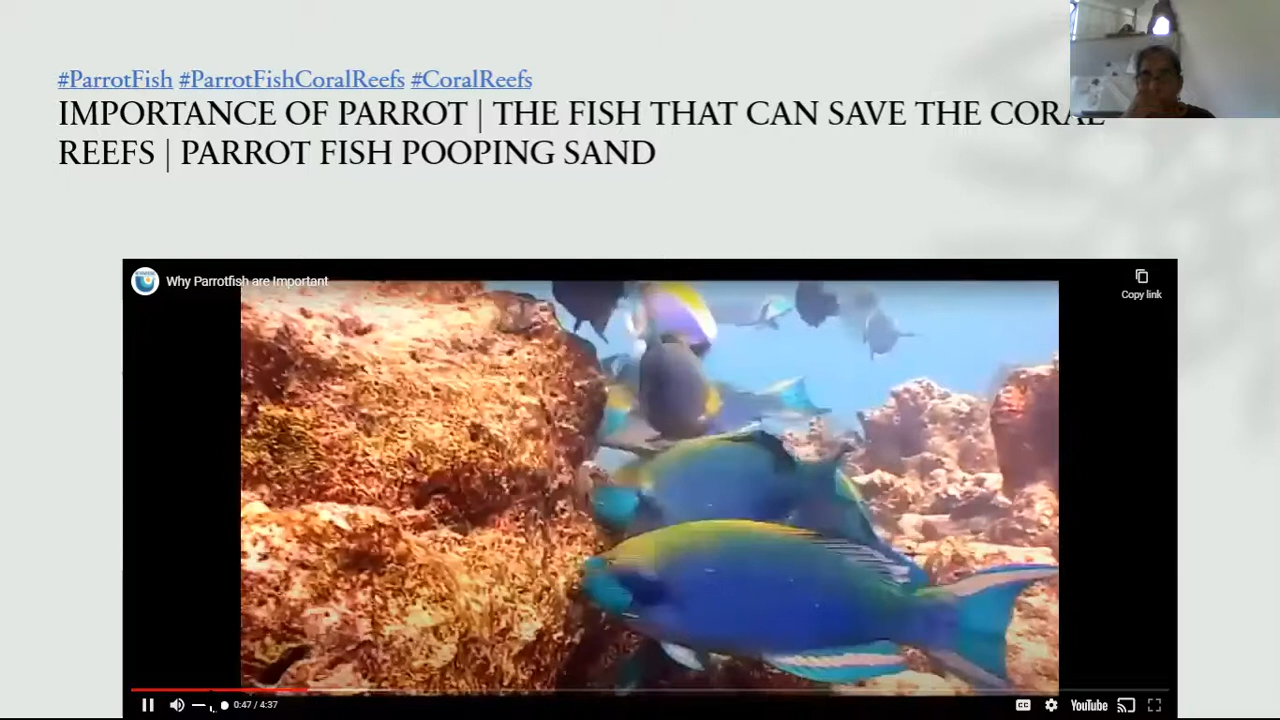 #ParrotFish #ParrotFishCoralReefs #CoralReefs
IMPORTANCE OF PARROT | THE FISH THAT CAN SAVE THE CORAL
REEFS | PARROT FISH POOPING SAND
Why Parrotfish are Important
Copy link
0:47 / 4:37
CC
YouTube